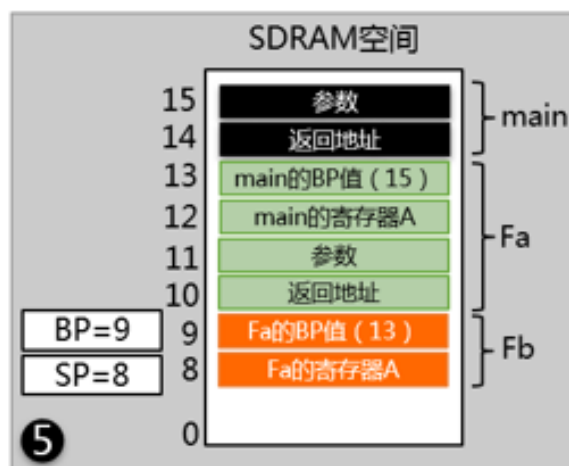 SDRAM空间
15 参数
14 返回地址
main
13 main的BP值（15）
12 main的寄存器A
11 参数
10 返回地址
Fa
BP=9 9 Fa的BP值（13）
SP=8 8 Fa的寄存器A
Fb
0
5